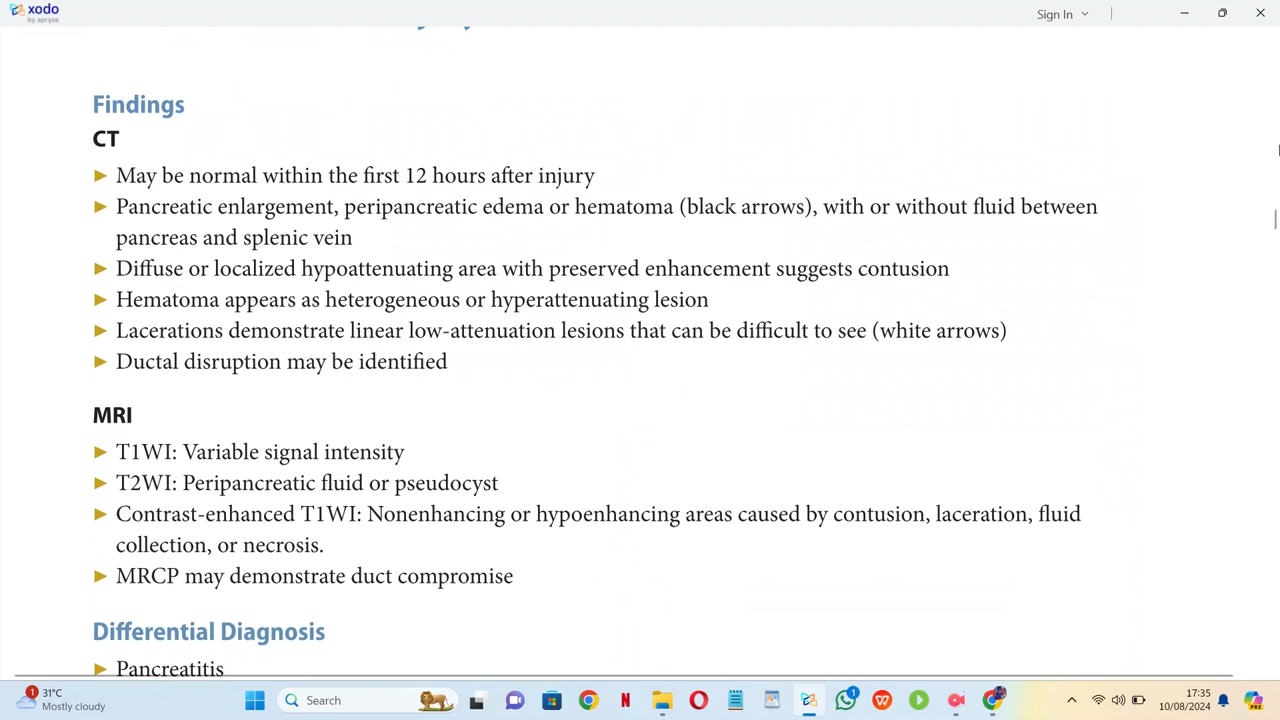 xodo
by apryse
Sign In
Findings
CT
► May be normal within the first 12 hours after injury
► Pancreatic enlargement, peripancreatic edema or hematoma (black arrows), with or without fluid between
pancreas and splenic vein
► Diffuse or localized hypoattenuating area with preserved enhancement suggests contusion
► Hematoma appears as heterogeneous or hyperattenuating lesion
► Lacerations demonstrate linear low-attenuation lesions that can be difficult to see (white arrows)
► Ductal disruption may be identified
MRI
► T1WI: Variable signal intensity
► T2WI: Peripancreatic fluid or pseudocyst
► Contrast-enhanced T1WI: Nonenhancing or hypoenhancing areas caused by contusion, laceration, fluid
collection, or necrosis.
► MRCP may demonstrate duct compromise
Differential Diagnosis
► Pancreatitis
1
31°C
Mostly cloudy
Search
N
W
1
17:35
10/08/2024
PRE